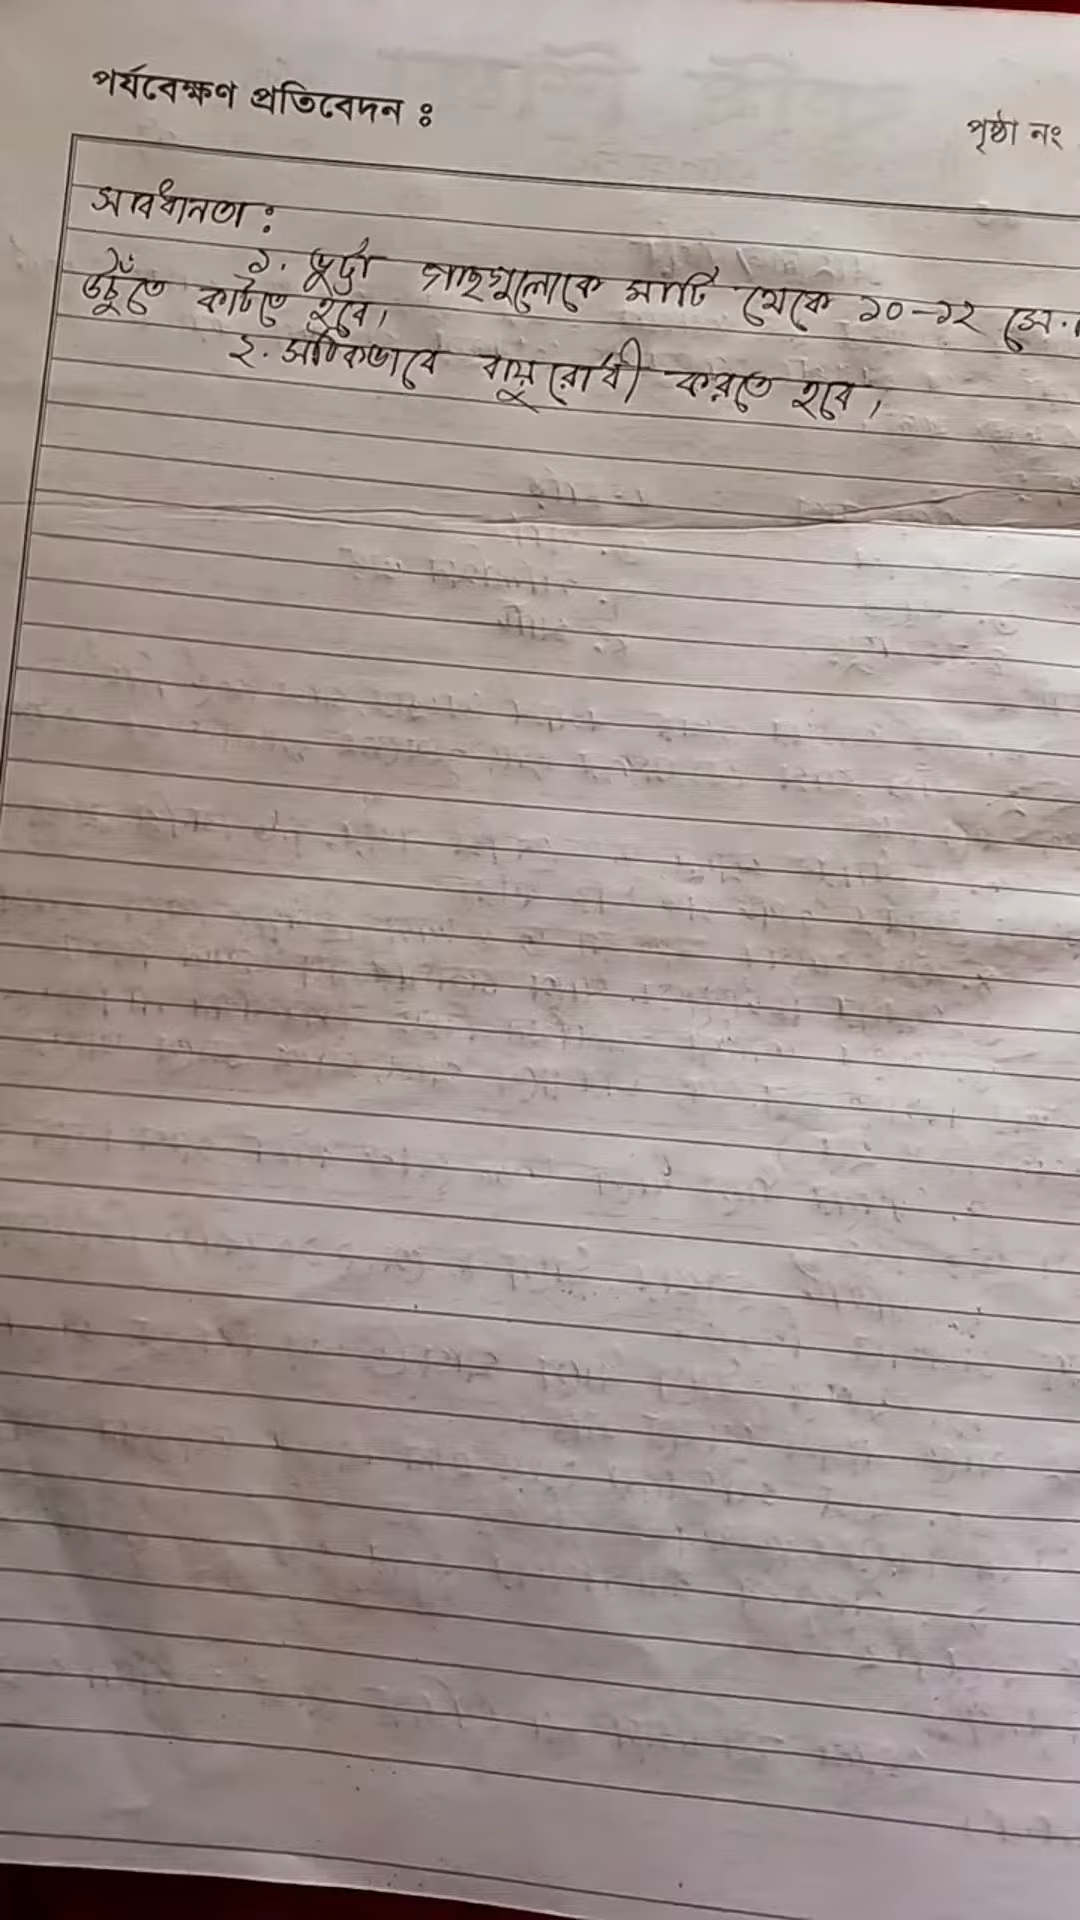 পর্যবেক্ষণ প্রতিবেদন ঃ
পৃষ্ঠা নং
সাবধানতা :
১. ভুট্টা গাছগুলোকে মাটি থেকে ১০-১২ সে.
উঁচুতে কাটতে হবে।
২. সঠিকভাবে বায়ুরোধী করতে হবে।